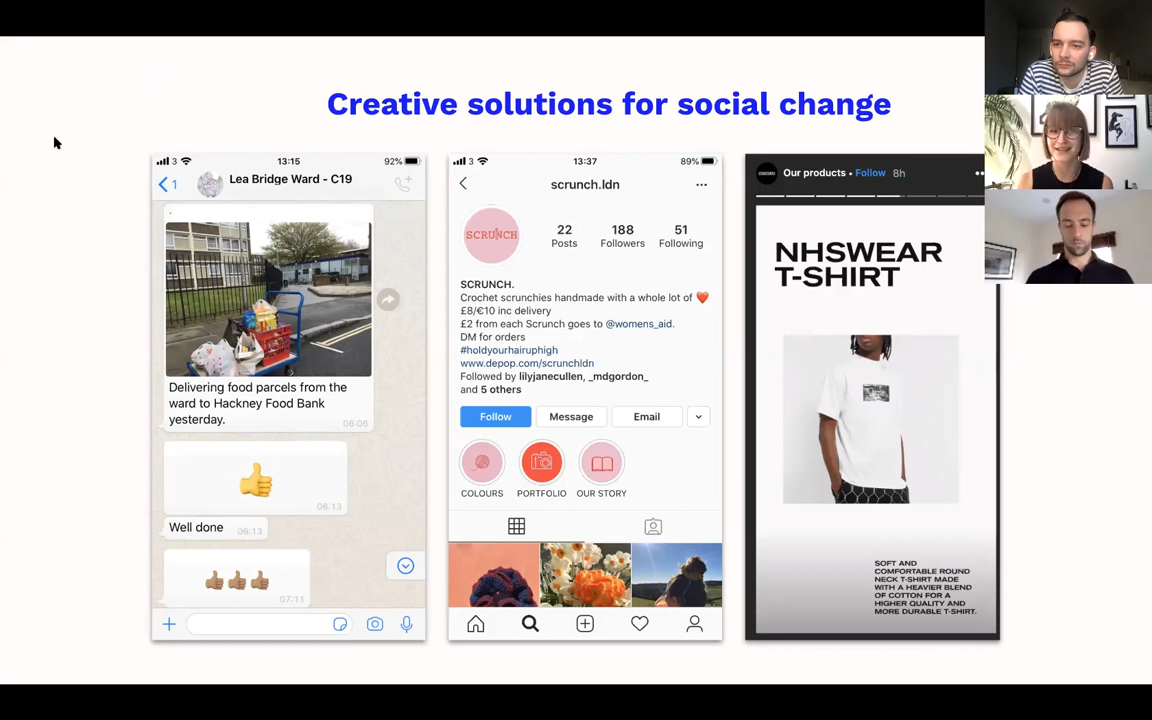 Creative solutions for social change
3
13:15
92%
1
Lea Bridge Ward - C19
.
Delivering food parcels from the
ward to Hackney Food Bank
yesterday.
06:06
06:13
Well done
06:13
07:11
3
13:37
89%
scrunch.ldn
SCRUNCH
22
188
51
Posts
Followers
Following
SCRUNCH.
Crochet scrunchies handmade with a whole lot of ❤️
£8/€10 inc delivery
£2 from each Scrunch goes to @womens_aid.
DM for orders
#holdyourhairuphigh
www.depop.com/scrunchldn
Followed by lilyjanecullen, _mdgordon_
and 5 others
Follow
Message
Email
COLOURS
PORTFOLIO
OUR STORY
Our products • Follow 8h
NHSWEAR
T-SHIRT
SOFT AND
COMFORTABLE ROUND
NECK T-SHIRT MADE
WITH A HEAVIER BLEND
OF COTTON FOR A
HIGHER QUALITY AND
MORE DURABLE T-SHIRT.